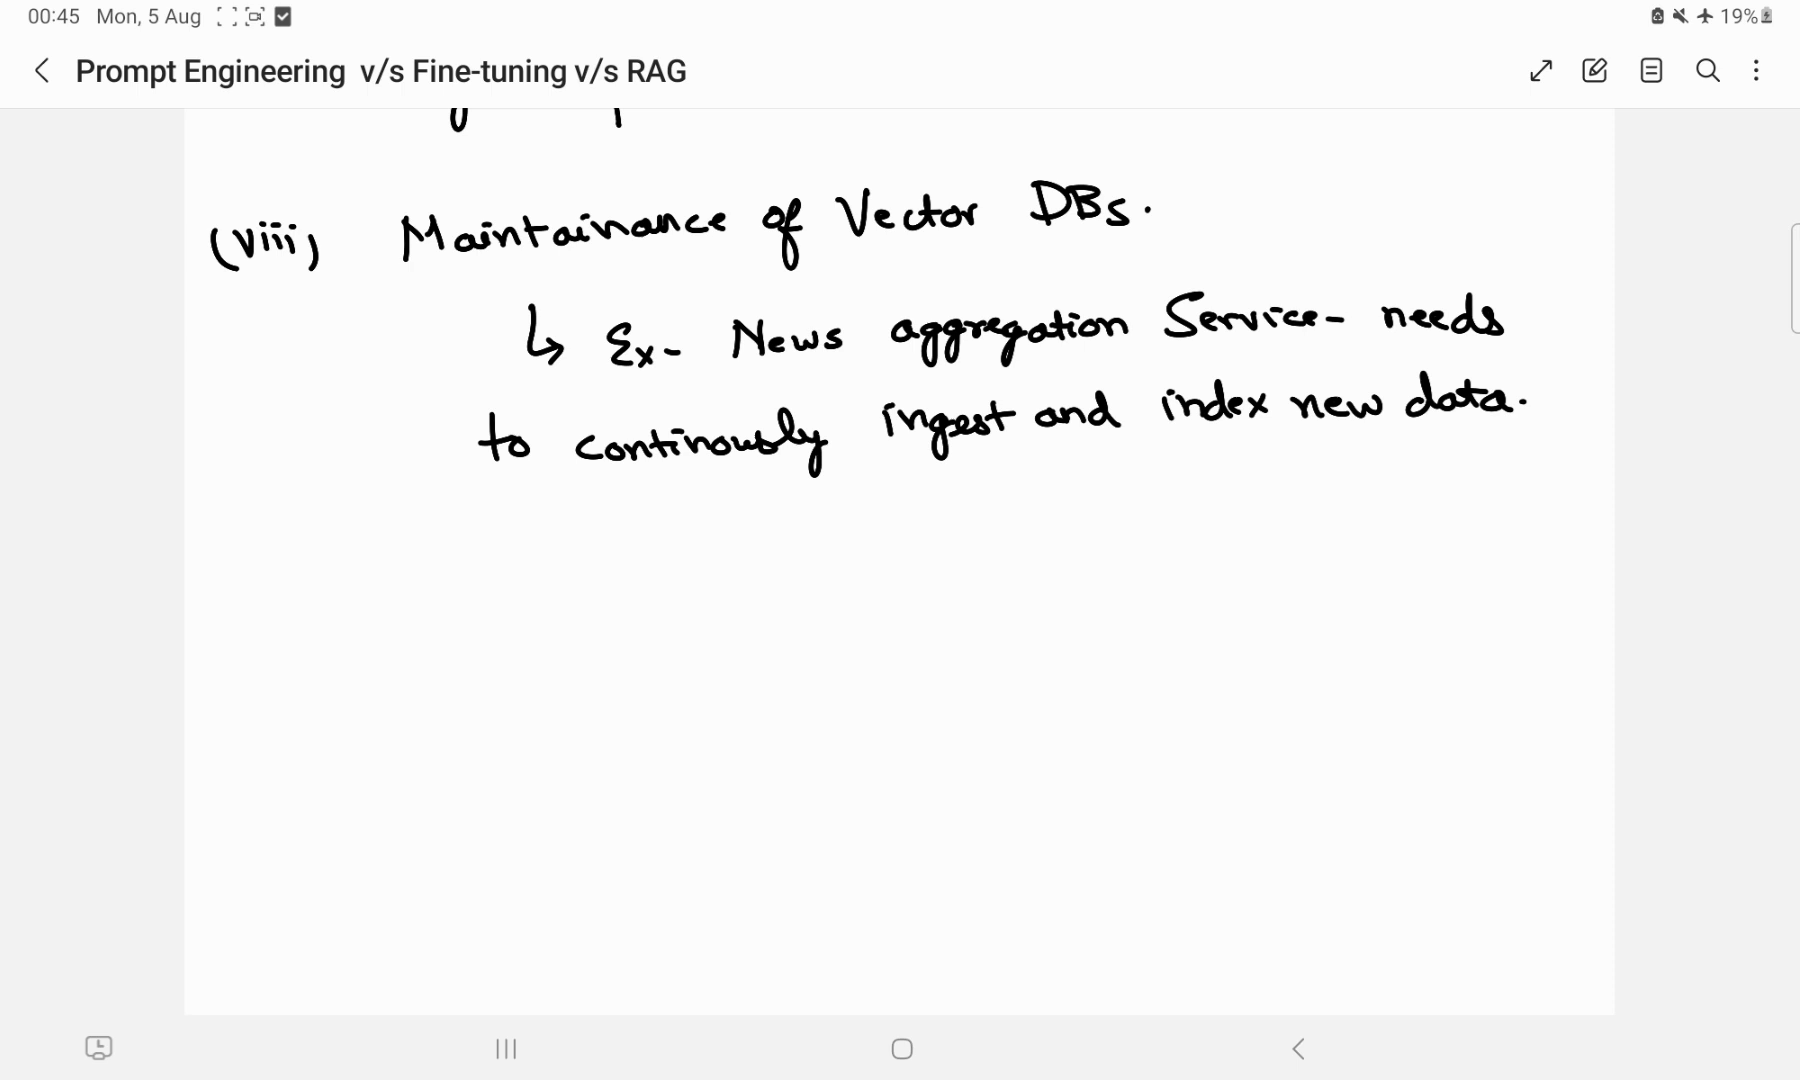 00:45 Mon, 5 Aug 19%
Prompt Engineering v/s Fine-tuning v/s RAG
(viii) Maintainance of Vector DBs.
↳ Ex- News aggregation Service- needs
to continously ingest and index new data.